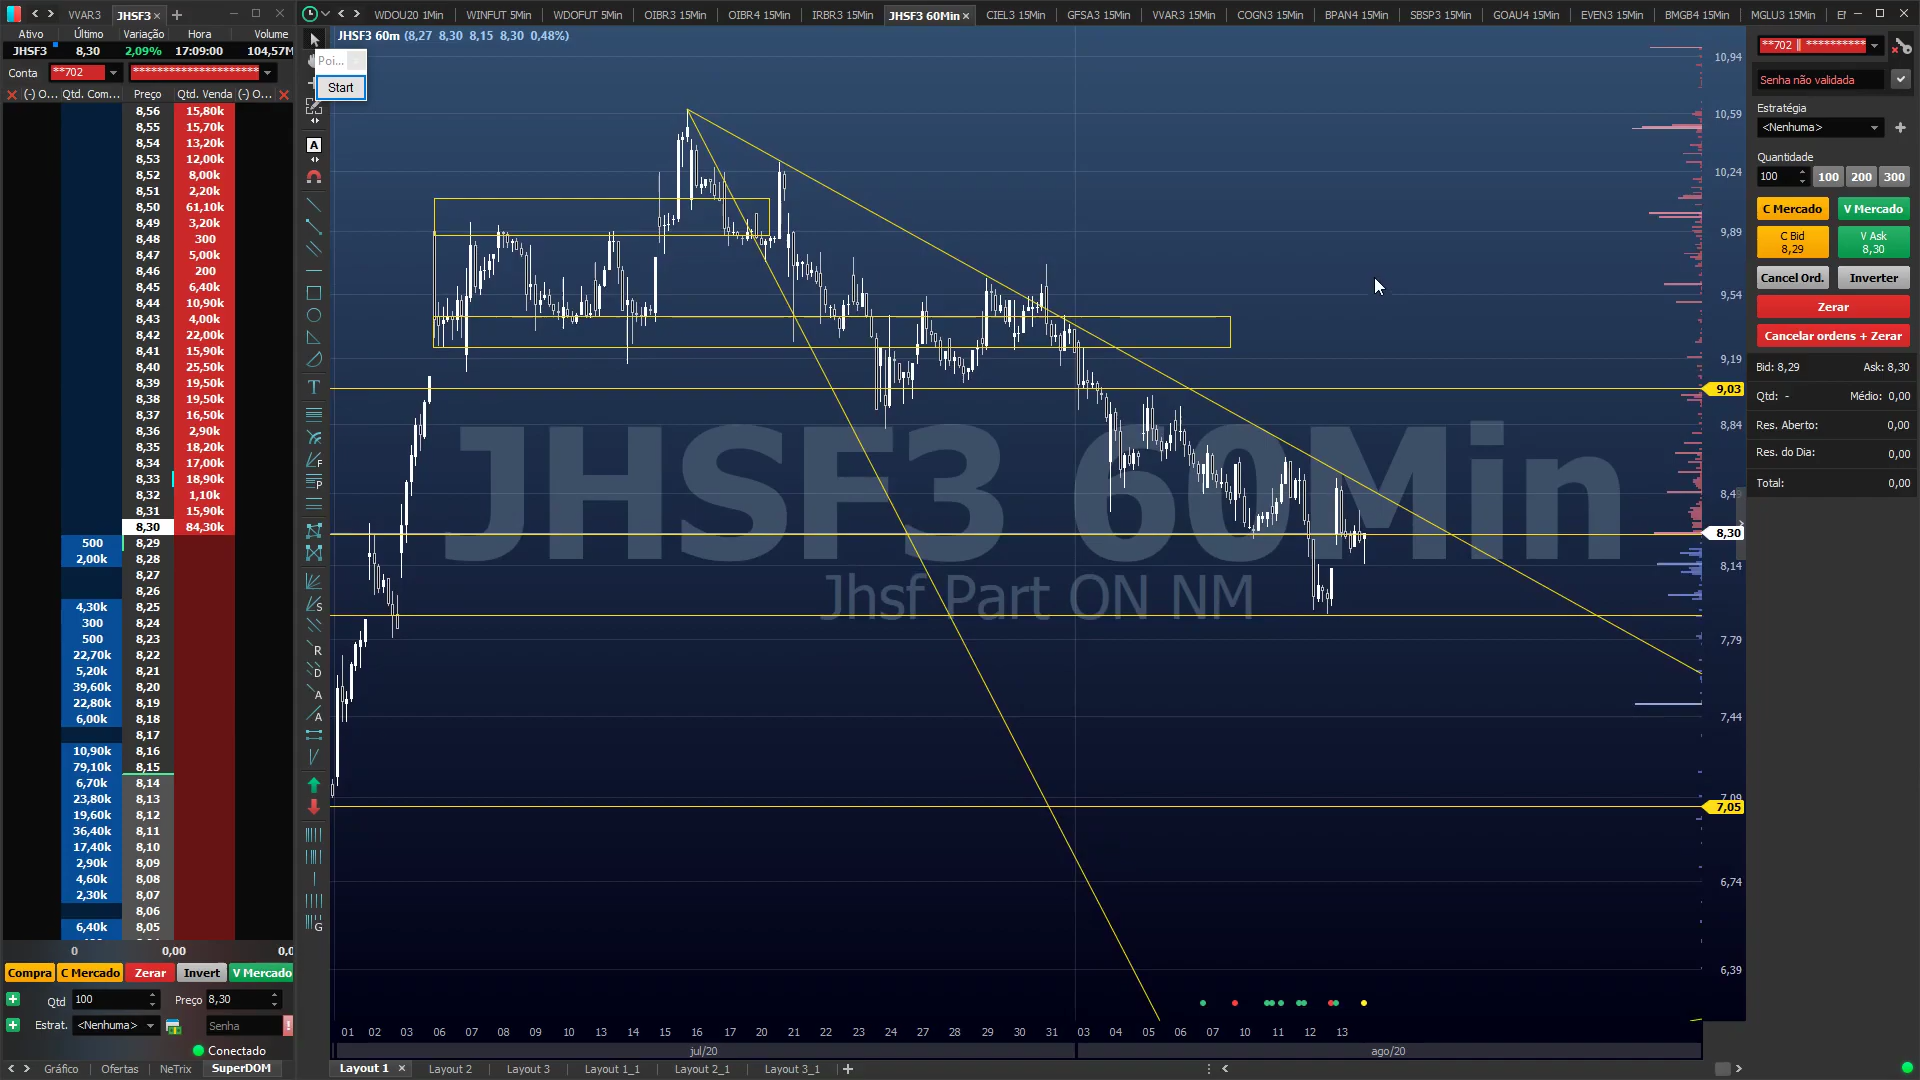 VVAR3 JHSF3
Ativo Último Variação Hora Volume
JHSF3 8,30 2,09% 17:09:00 104,57M
Conta **702 **********************
(-) O... Qtd. Com... Preço Qtd. Venda (-) O...
8,56 15,80k
8,55 15,70k
8,54 13,20k
8,53 12,00k
8,52 8,00k
8,51 2,20k
8,50 61,10k
8,49 3,20k
8,48 300
8,47 5,00k
8,46 200
8,45 6,40k
8,44 10,90k
8,43 4,00k
8,42 22,00k
8,41 15,90k
8,40 25,50k
8,39 19,50k
8,38 19,50k
8,37 16,50k
8,36 2,90k
8,35 18,20k
8,34 17,00k
8,33 18,90k
8,32 1,10k
8,31 15,90k
8,30 84,30k
500 8,29
2,00k 8,28
8,27
8,26
4,30k 8,25
300 8,24
500 8,23
22,70k 8,22
5,20k 8,21
39,60k 8,20
22,80k 8,19
6,00k 8,18
8,17
10,90k 8,16
79,10k 8,15
6,70k 8,14
23,80k 8,13
19,60k 8,12
36,40k 8,11
17,40k 8,10
2,90k 8,09
4,60k 8,08
2,30k 8,07
8,06
6,40k 8,05
0 0,00
Compra C Mercado Zerar Invert V Mercado
Qtd 100 Preço 8,30
Estrat. <Nenhuma> Senha !
Conectado
Gráfico Ofertas NeTrix SuperDOM
WDOU20 1Min WINFUT 5Min WDOFUT 5Min OIBR3 15Min OIBR4 15Min IRBR3 15Min JHSF3 60Min CIEL3 15Min GFSA3 15Min VVAR3 15Min COGN3 15Min BPAN4 15Min SBSP3 15Min GOAU4 15Min EVEN3 15Min BMGB4 15Min MGLU3 15Min
JHSF3 60m (8,27 8,30 8,15 8,30 0,48%)
Poi...
Start
A
T
F
P
S
R
D
A
A
G
JHSF3 60Min
Jhsf Part ON NM
10,94
10,59
10,24
9,89
9,54
9,19
9,03
8,84
8,30
8,14
7,79
7,44
7,05
6,74
6,39
01 02 03 06 07 08 09 10 13 14 15 16 17 20 21 22 23 24 27 28 29 30 31 03 04 05 06 07 10 11 12 13
jul/20 ago/20
Layout 1 Layout 2 Layout 3 Layout 1_1 Layout 2_1 Layout 3_1
**702 || **********
Senha não validada
Estratégia
<Nenhuma>
Quantidade
100 100 200 300
C Mercado V Mercado
C Bid V Ask
8,29 8,30
Cancel Ord. Inverter
Zerar
Cancelar ordens + Zerar
Bid: 8,29 Ask: 8,30
Qtd: - Médio: 0,00
Res. Aberto: 0,00
Res. do Dia: 0,00
Total: 0,00